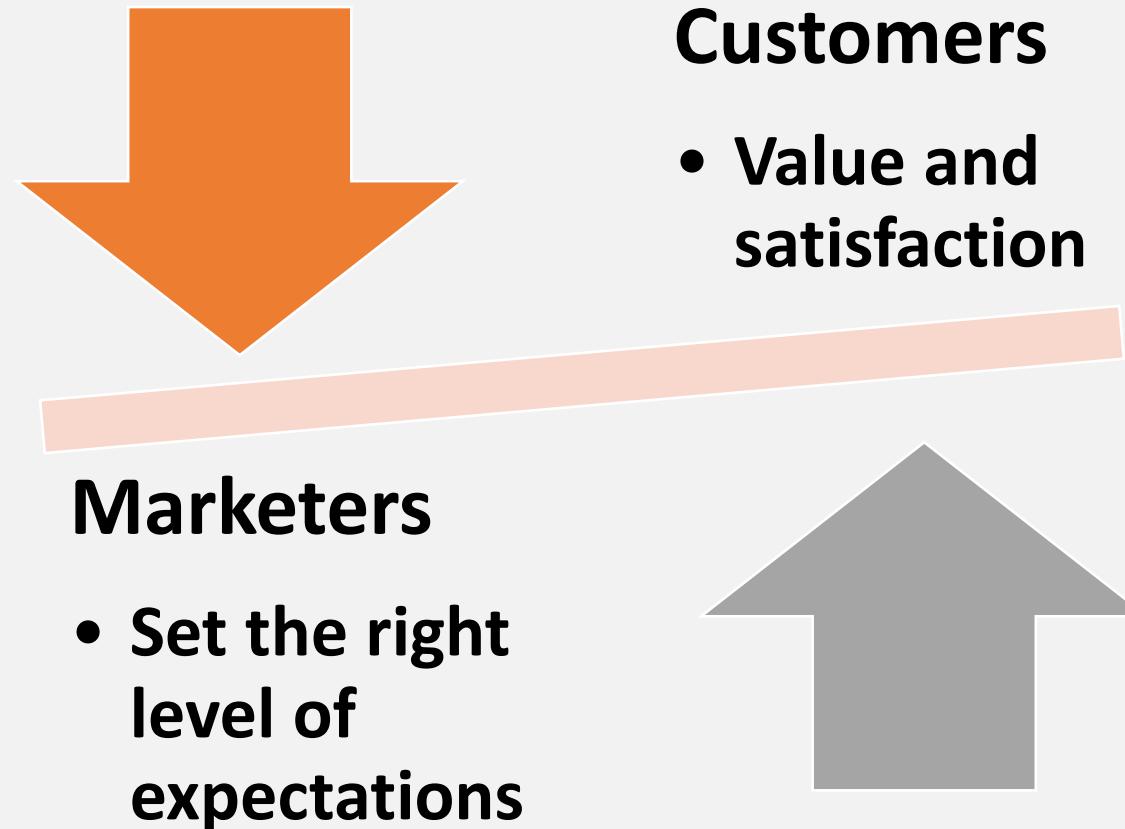 Customers
• Value and
satisfaction
Marketers
• Set the right
level of
expectations